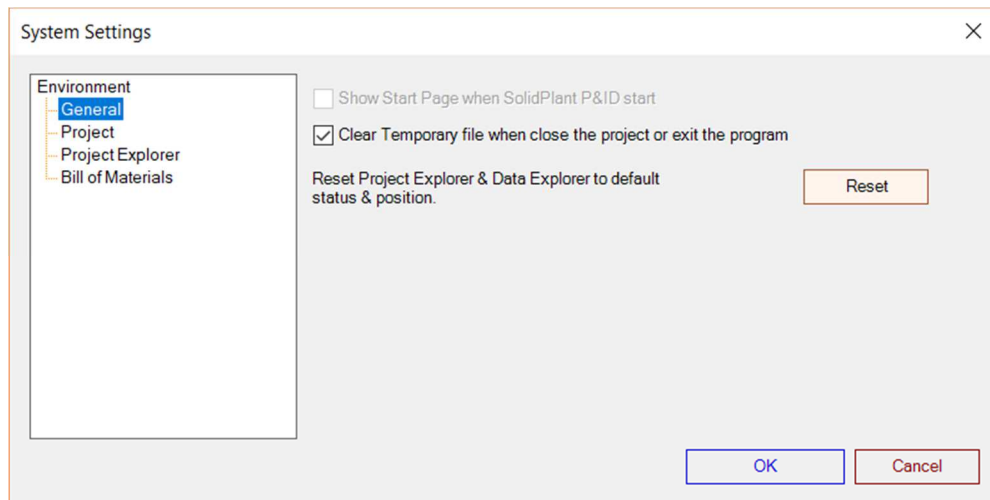 System Settings
Environment
General
Project
Project Explorer
Bill of Materials
Show Start Page when SolidPlant P&ID start
Clear Temporary file when close the project or exit the program
Reset Project Explorer & Data Explorer to default
status & position.
Reset
OK
Cancel